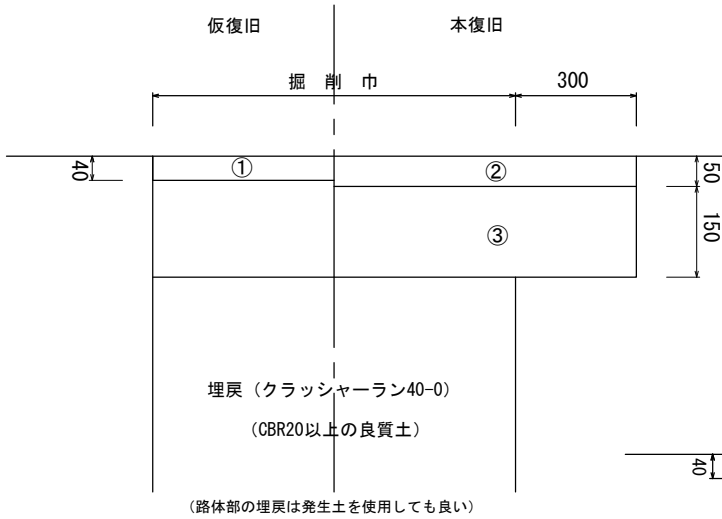 仮復旧 本復旧
掘 削 巾 300
40 ① ② 50
③ 150
埋戻（クラッシャーラン40-0）
（CBR20以上の良質土）
40
（路体部の埋戻は発生土を使用しても良い）